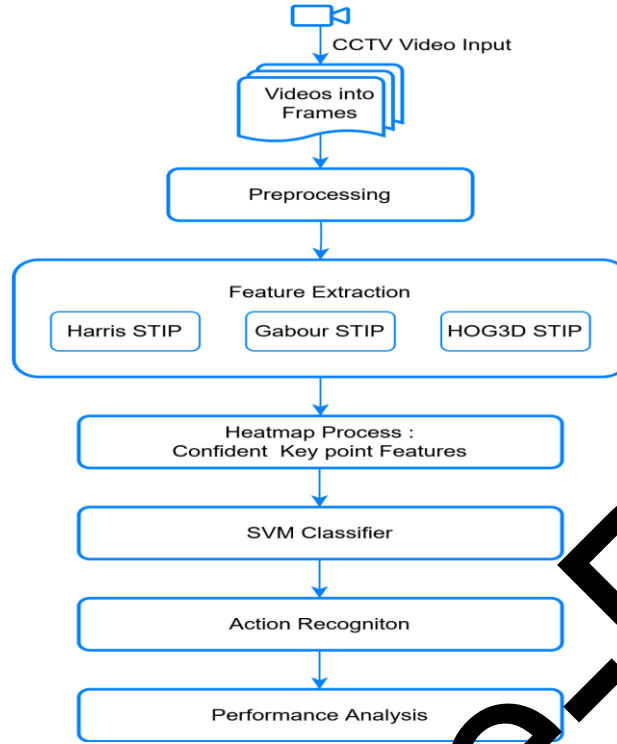 CCTV Video Input
Videos into
Frames
Preprocessing
Feature Extraction
Harris STIP
Gabour STIP
HOG3D STIP
Heatmap Process :
Confident Key point Features
SVM Classifier
Action Recogniton
Performance Analysis